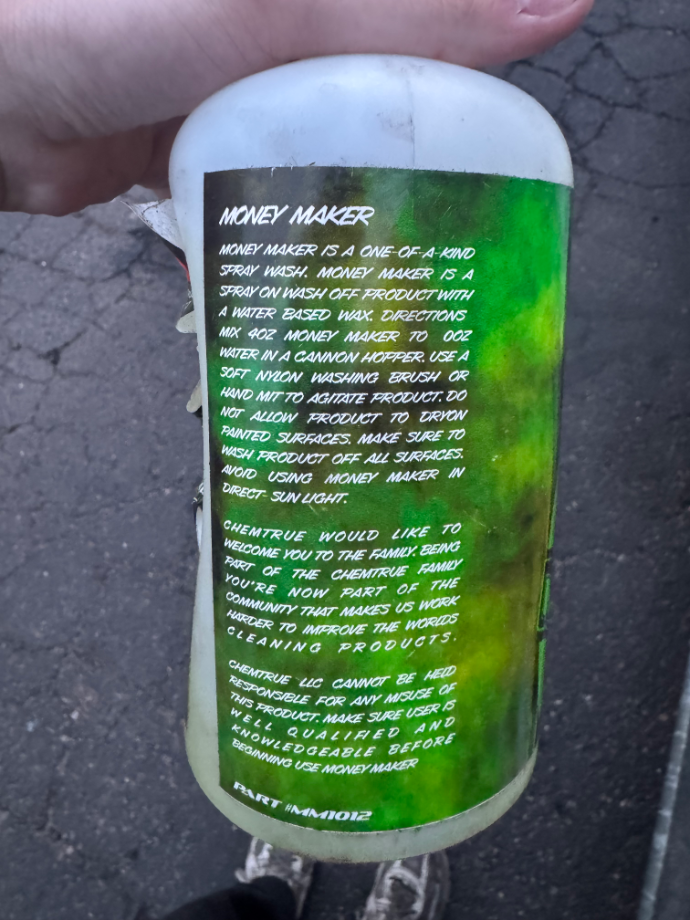 MONEY MAKER
MONEY MAKER IS A ONE-OF-A-KIND
SPRAY WASH. MONEY MAKER IS A
SPRAY ON WASH OFF PRODUCT WITH
A WATER BASED WAX. DIRECTIONS
MIX 4OZ MONEY MAKER TO 0OZ
WATER IN A CANNON HOPPER. USE A
SOFT NYLON WASHING BRUSH OR
HAND MIT TO AGITATE PRODUCT. DO
NOT ALLOW PRODUCT TO DRYON
PAINTED SURFACES. MAKE SURE TO
WASH PRODUCT OFF ALL SURFACES.
AVOID USING MONEY MAKER IN
DIRECT- SUN LIGHT.
CHEMTRUE WOULD LIKE TO
WELCOME YOU TO THE FAMILY. BEING
PART OF THE CHEMTRUE FAMILY
YOU'RE NOW PART OF THE
COMMUNITY THAT MAKES US WORK
HARDER TO IMPROVE THE WORLDS
CLEANING PRODUCTS.
CHEMTRUE LLC CANNOT BE HELD
RESPONSIBLE FOR ANY MISUSE OF
THIS PRODUCT. MAKE SURE USER IS
WELL QUALIFIED AND
KNOWLEDGEABLE BEFORE
BEGINNING USE MONEY MAKER
PART #MM1012